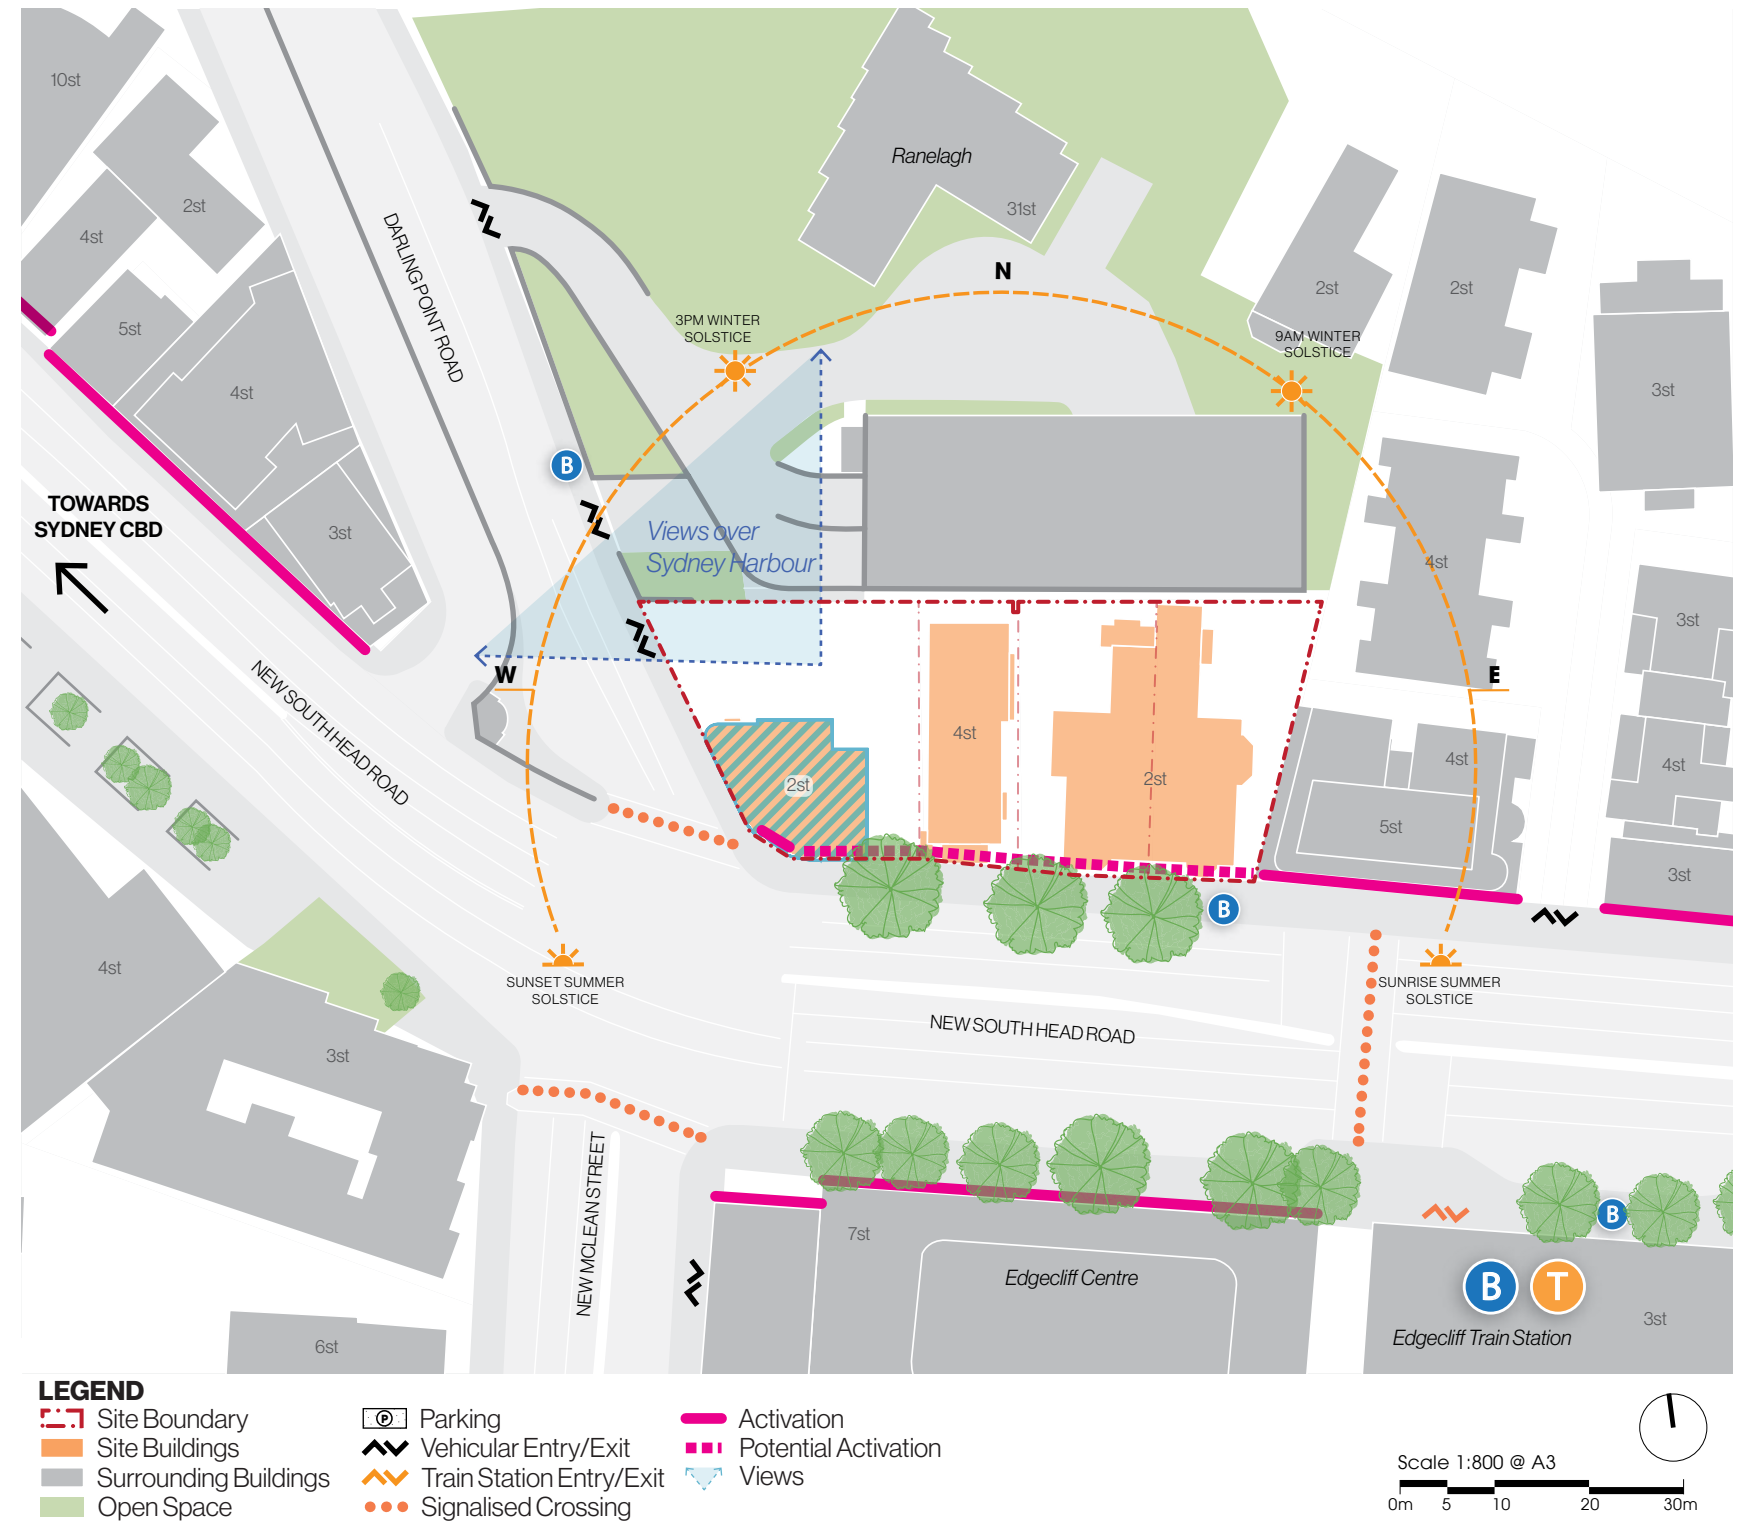 10st
2st
4st
5st
4st
3st
Ranelagh
31st
N
2st
2st
3st
DARLING POINT ROAD
3PM WINTER
SOLSTICE
9AM WINTER
SOLSTICE
B
TOWARDS
SYDNEY CBD
Views over
Sydney Harbour
4st
3st
W
E
NEW SOUTH HEAD ROAD
2st
4st
2st
4st
5st
4st
3st
B
4st
SUNSET SUMMER
SOLSTICE
SUNRISE SUMMER
SOLSTICE
NEW SOUTH HEAD ROAD
3st
NEW MCLEAN STREET
7st
Edgecliff Centre
B
B
T
Edgecliff Train Station
3st
6st
LEGEND
Site Boundary
Site Buildings
Surrounding Buildings
Open Space
P
Parking
Vehicular Entry/Exit
Train Station Entry/Exit
Signalised Crossing
Activation
Potential Activation
Views
Scale 1:800 @ A3
0m 5 10 20 30m